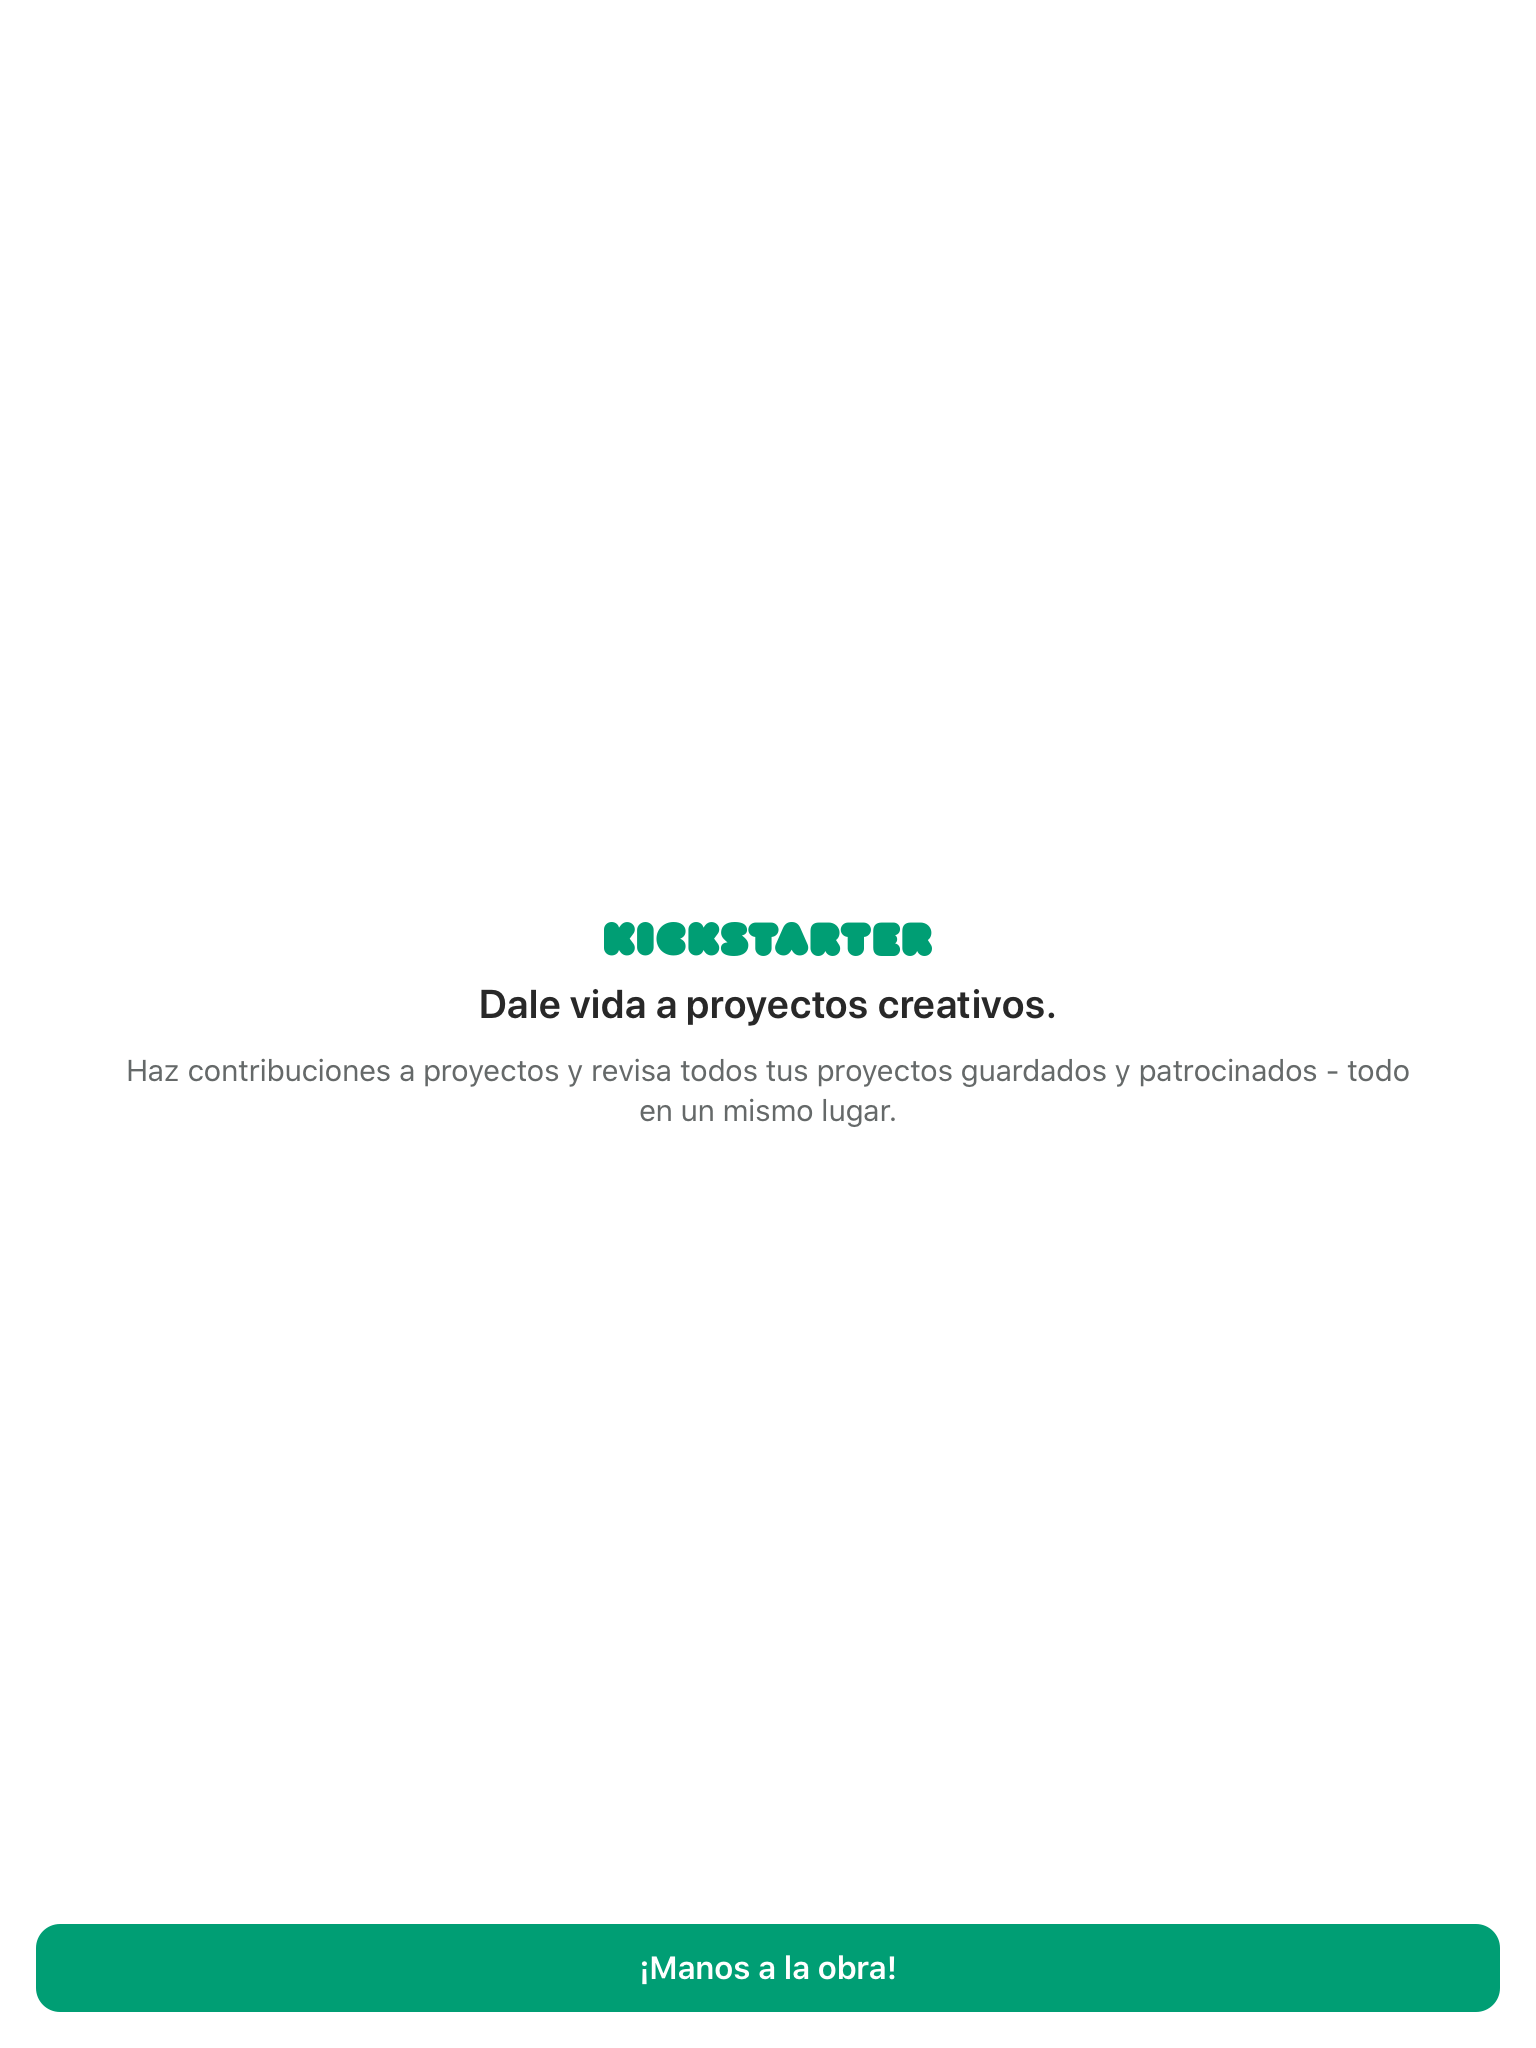 KICKSTARTER
Dale vida a proyectos creativos.
Haz contribuciones a proyectos y revisa todos tus proyectos guardados y patrocinados - todo
en un mismo lugar.
¡Manos a la obra!